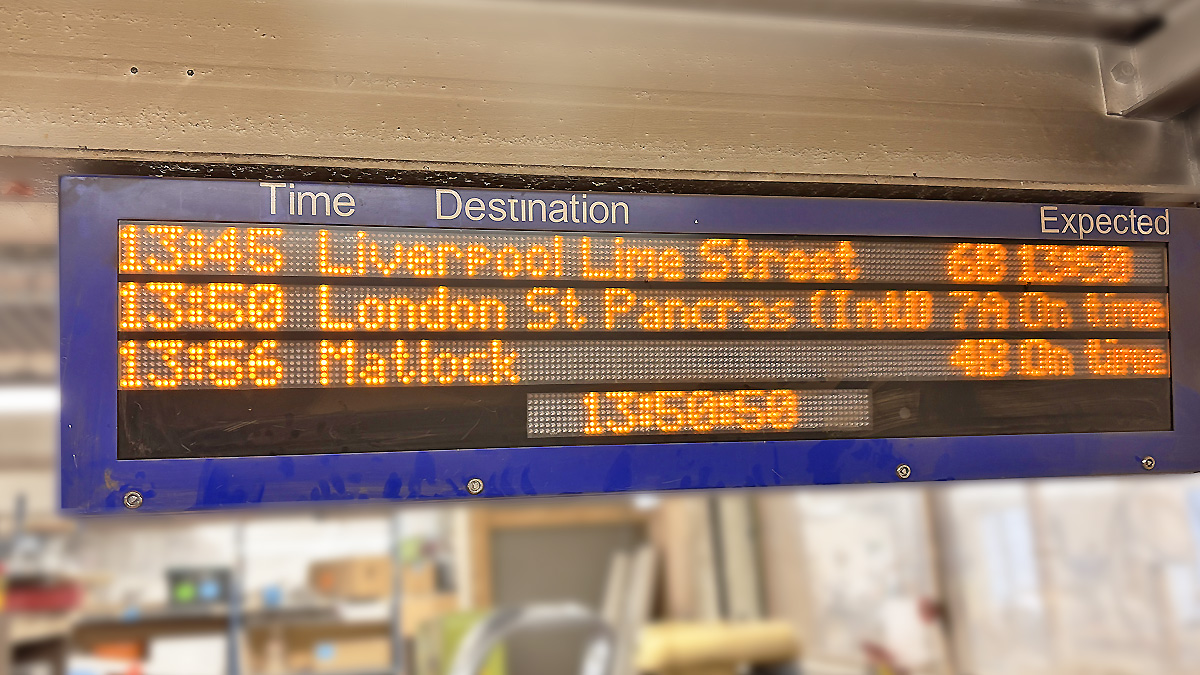 Time Destination Expected
13:45 Liverpool Lime Street 6B 13:50
13:50 London St Pancras (Intl) 7A On time
13:56 Matlock 4B On time
13:50:50